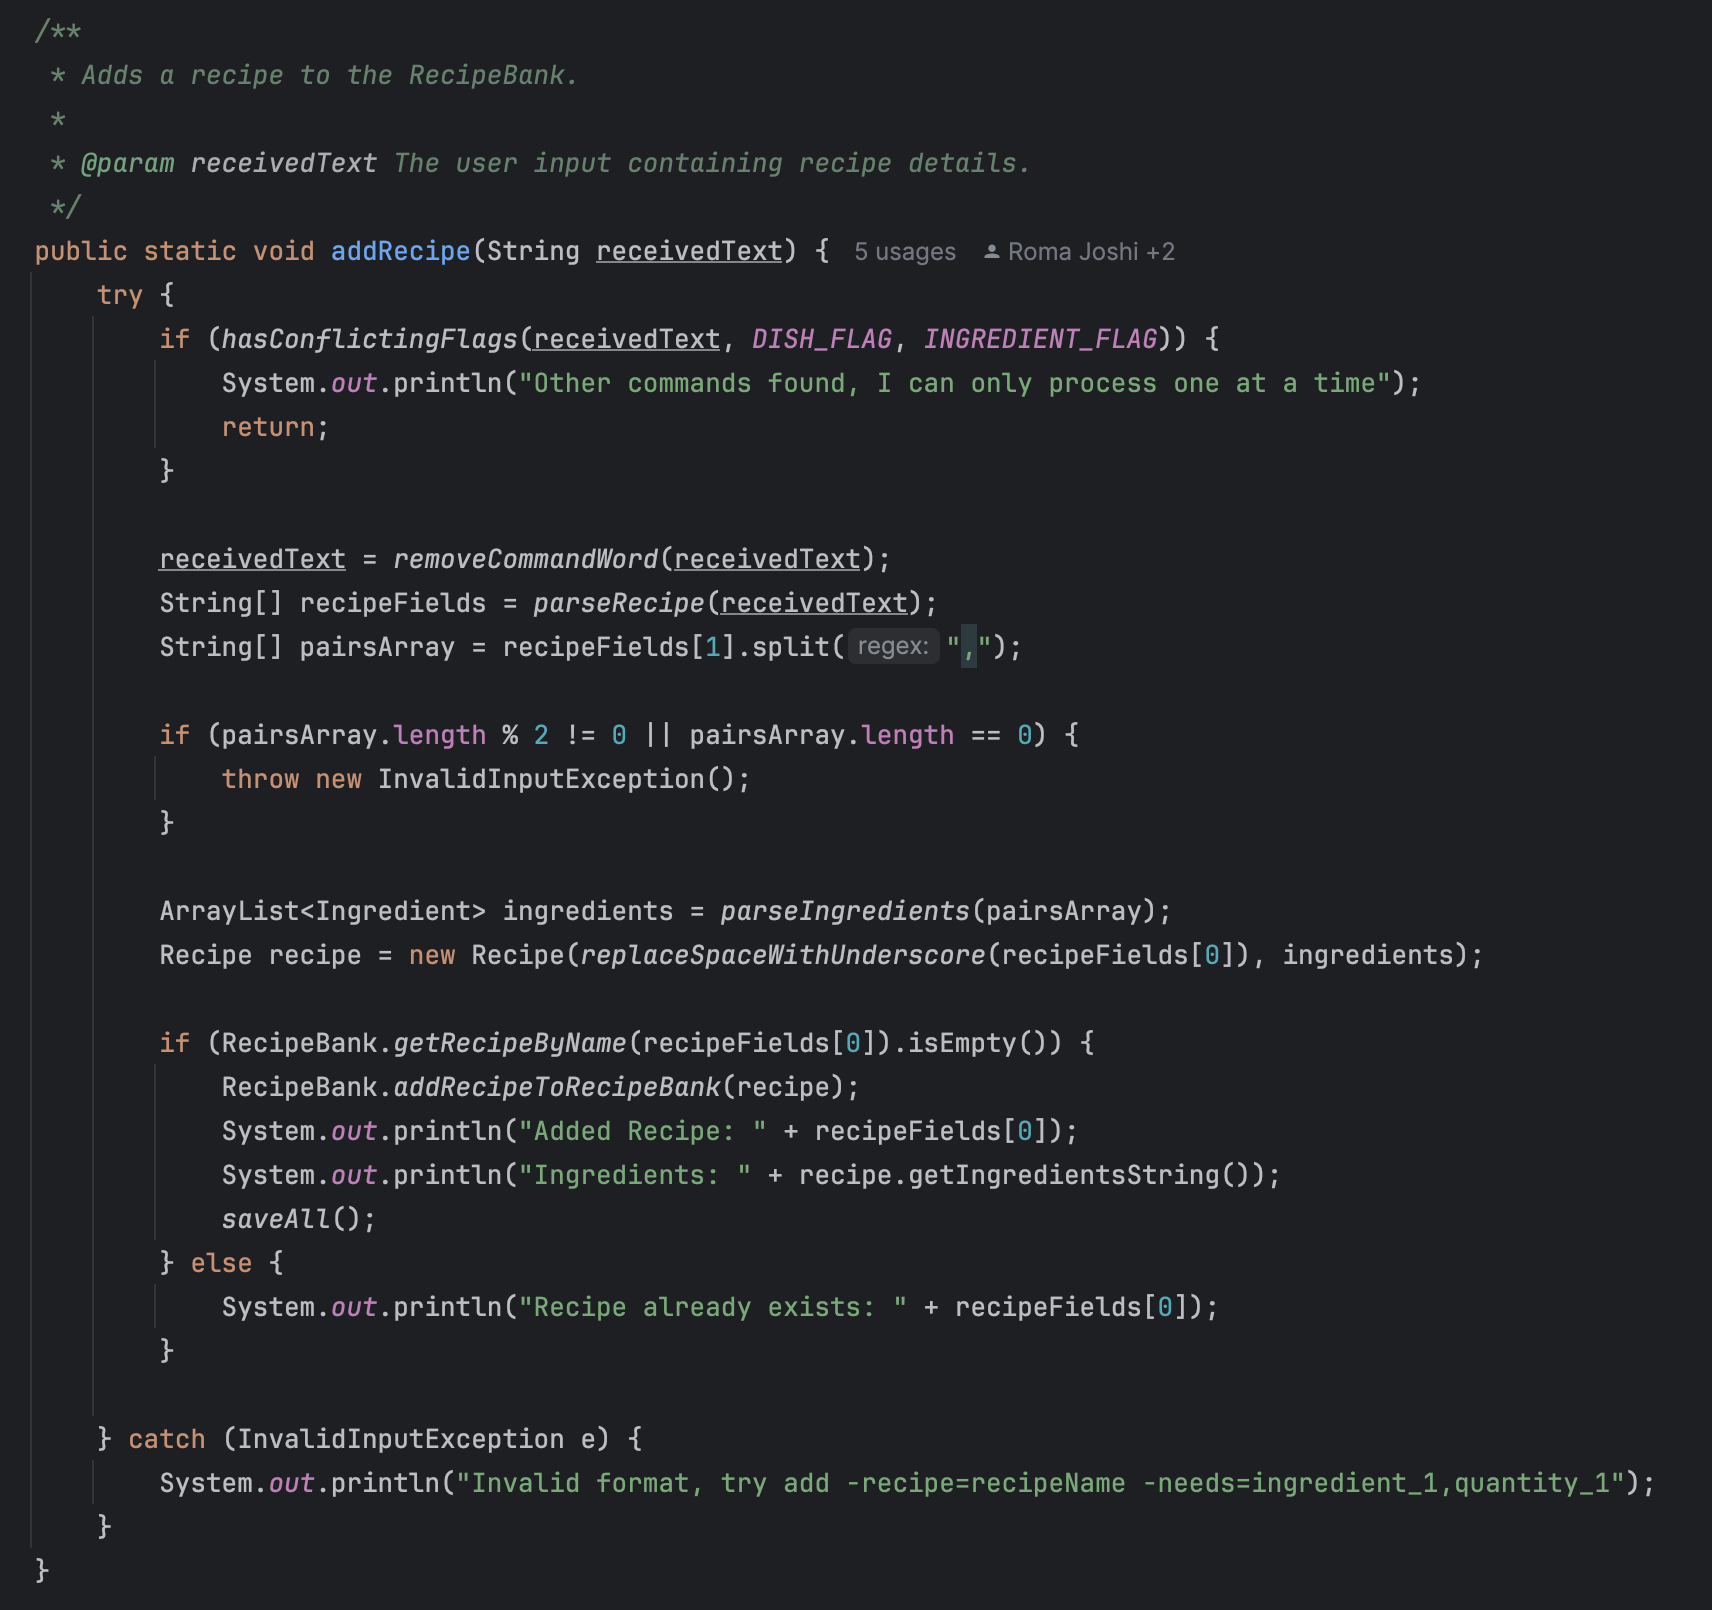 /**
 * Adds a recipe to the RecipeBank.
 *
 * @param receivedText The user input containing recipe details.
 */
public static void addRecipe(String receivedText) { 5 usages Roma Joshi +2
    try {
        if (hasConflictingFlags(receivedText, DISH_FLAG, INGREDIENT_FLAG)) {
            System.out.println("Other commands found, I can only process one at a time");
            return;
        }

        receivedText = removeCommandWord(receivedText);
        String[] recipeFields = parseRecipe(receivedText);
        String[] pairsArray = recipeFields[1].split( regex: ",");

        if (pairsArray.length % 2 != 0 || pairsArray.length == 0) {
            throw new InvalidInputException();
        }

        ArrayList<Ingredient> ingredients = parseIngredients(pairsArray);
        Recipe recipe = new Recipe(replaceSpaceWithUnderscore(recipeFields[0]), ingredients);

        if (RecipeBank.getRecipeByName(recipeFields[0]).isEmpty()) {
            RecipeBank.addRecipeToRecipeBank(recipe);
            System.out.println("Added Recipe: " + recipeFields[0]);
            System.out.println("Ingredients: " + recipe.getIngredientsString());
            saveAll();
        } else {
            System.out.println("Recipe already exists: " + recipeFields[0]);
        }

    } catch (InvalidInputException e) {
        System.out.println("Invalid format, try add -recipe=recipeName -needs=ingredient_1,quantity_1");
    }
}